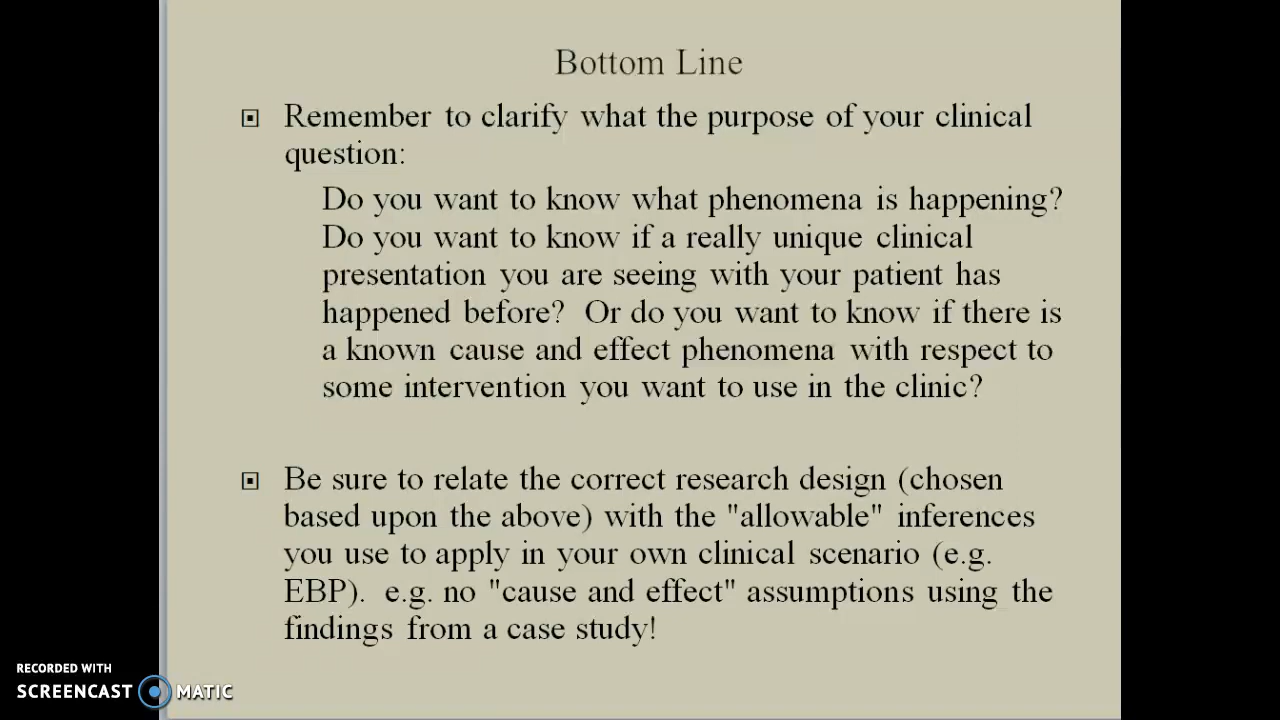 Bottom Line
Remember to clarify what the purpose of your clinical
question:
Do you want to know what phenomena is happening?
Do you want to know if a really unique clinical
presentation you are seeing with your patient has
happened before? Or do you want to know if there is
a known cause and effect phenomena with respect to
some intervention you want to use in the clinic?
Be sure to relate the correct research design (chosen
based upon the above) with the "allowable" inferences
you use to apply in your own clinical scenario (e.g.
EBP). e.g. no "cause and effect" assumptions using the
findings from a case study!
RECORDED WITH
SCREENCAST MATIC